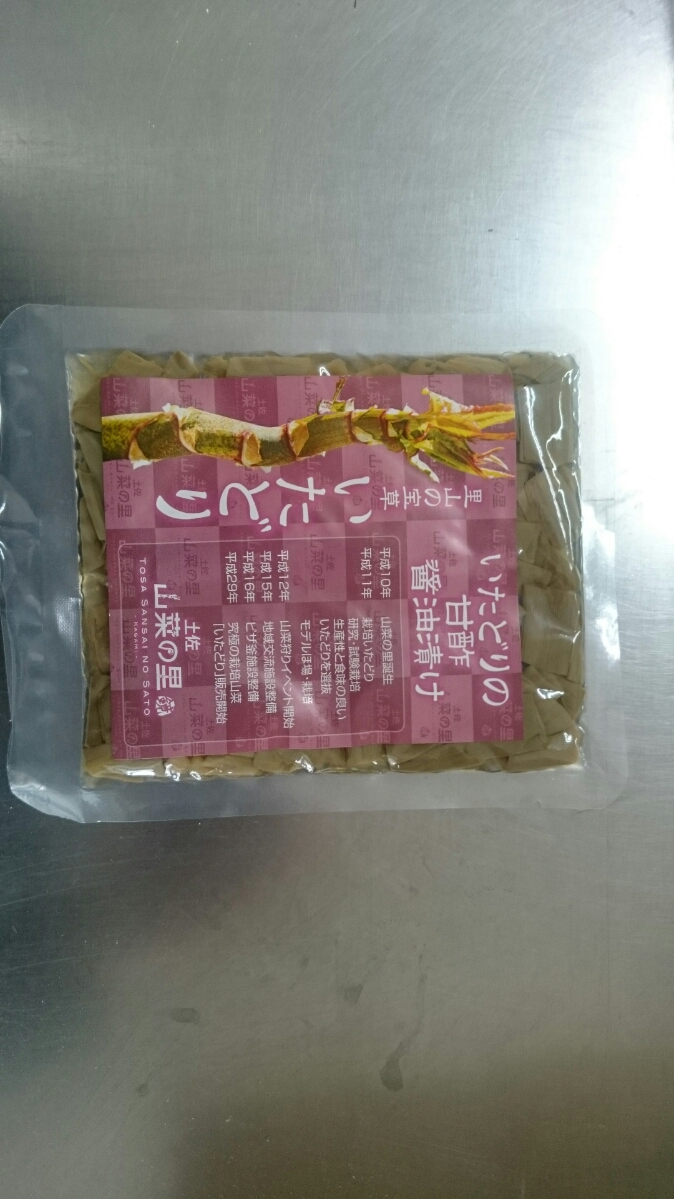 里山の宝草
いたどり
いたどりの
甘酢
醤油漬け
平成10年 山菜の里誕生
平成11年 栽培いたどり
研究・試験栽培
生産性と食味の良い
いたどりを選抜
モデルほ場・栽培
平成12年 山菜狩りイベント開始
平成15年 地域交流施設整備
平成16年 ピザ釜施設整備
平成29年 究極の栽培山菜
「いたどり」販売開始
土佐
山菜の里
・KAGAMI・
TOSA SANSAI NO SATO